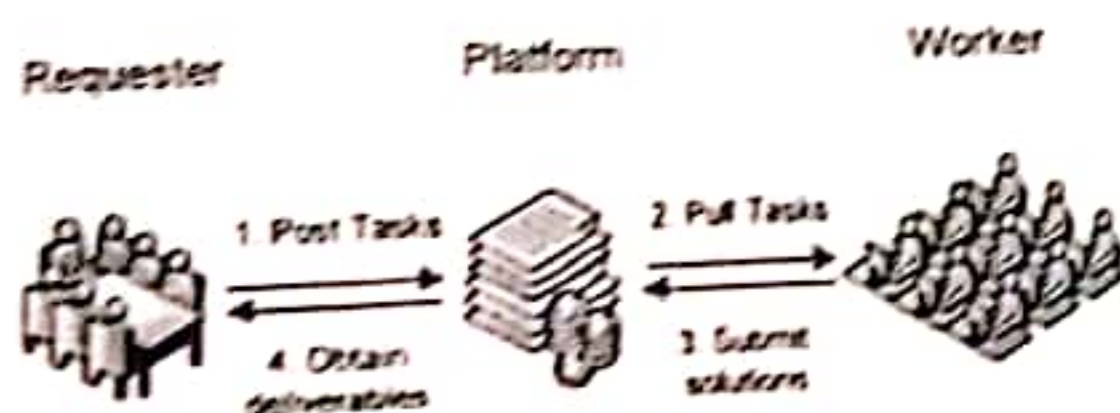 Requester
Platform
Worker
1. Post Tasks
2. Pull Tasks
4. Obtain
deliverables
3. Submit
solutions